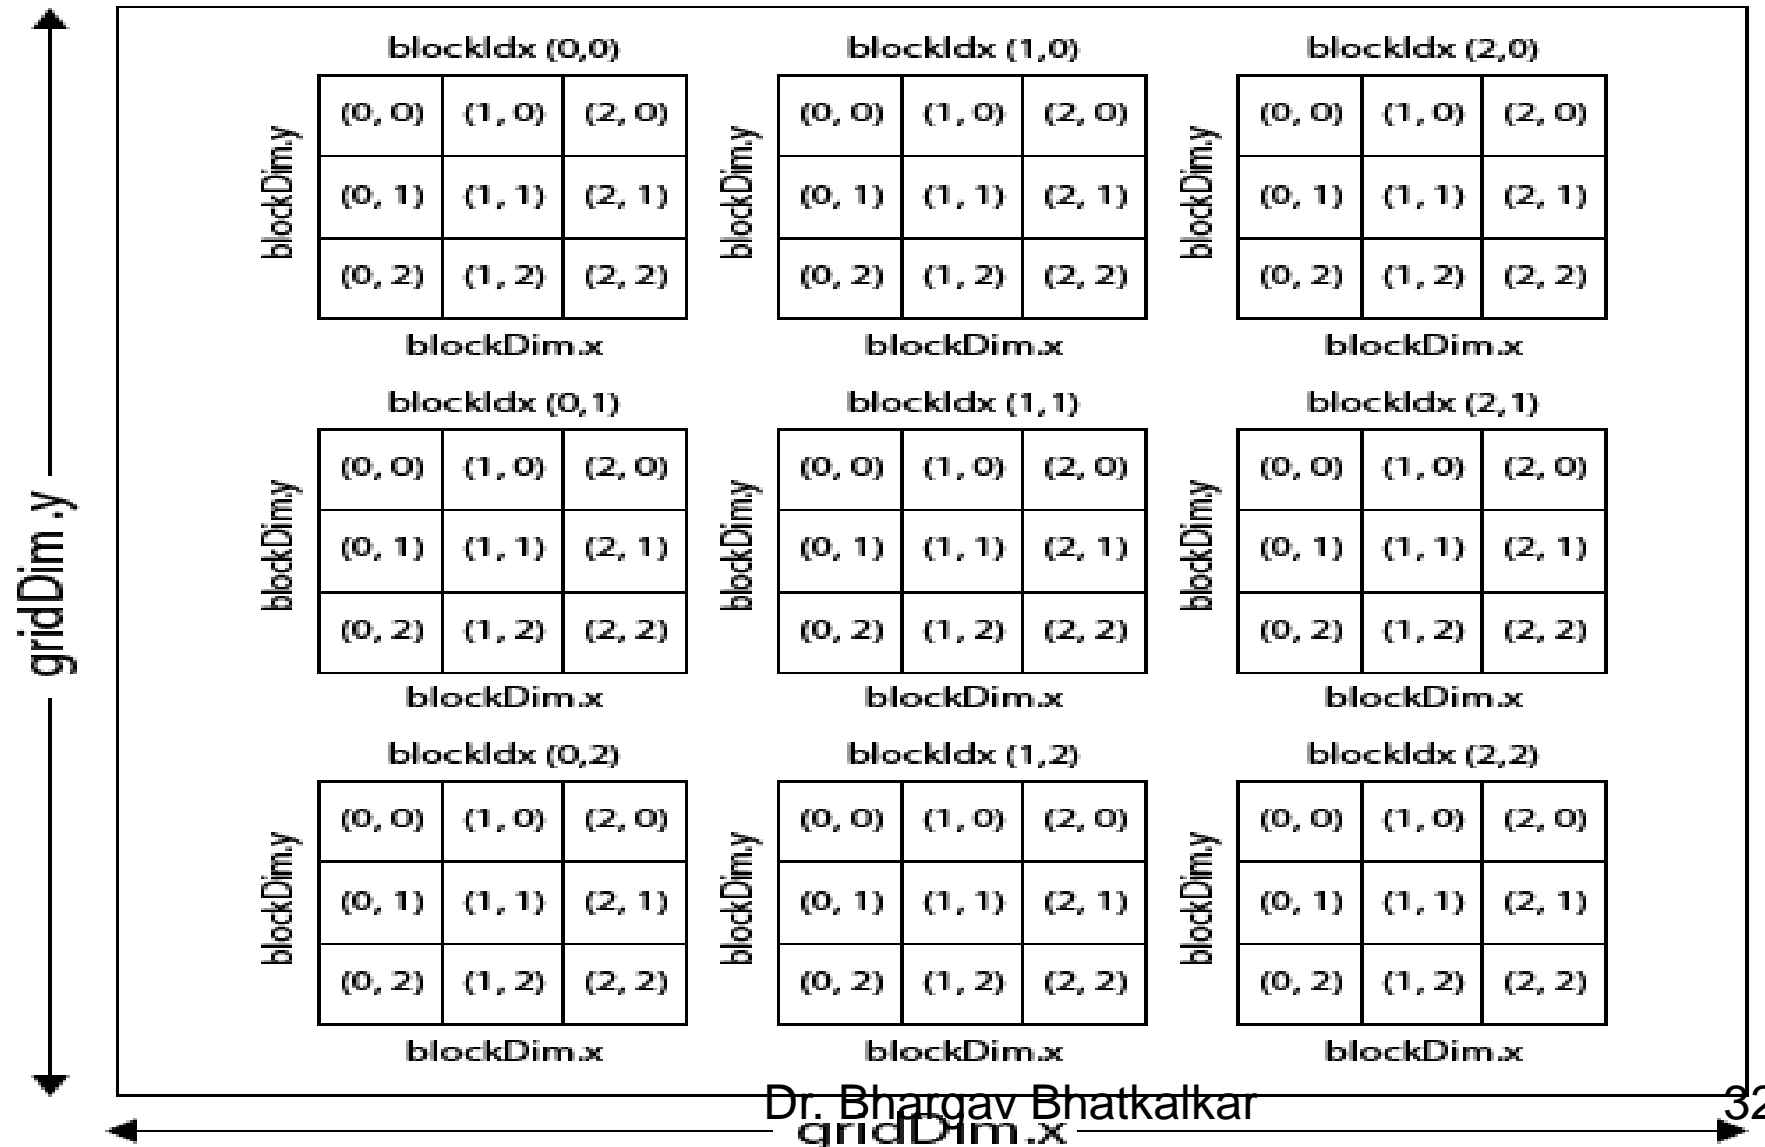 blockIdx (0,0) blockIdx (1,0) blockIdx (2,0)
(0, 0) (1, 0) (2, 0) (0, 0) (1, 0) (2, 0) (0, 0) (1, 0) (2, 0)
blockDim.y blockDim.y blockDim.y
(0, 1) (1, 1) (2, 1) (0, 1) (1, 1) (2, 1) (0, 1) (1, 1) (2, 1)
(0, 2) (1, 2) (2, 2) (0, 2) (1, 2) (2, 2) (0, 2) (1, 2) (2, 2)
blockDim.x blockDim.x blockDim.x
blockIdx (0,1) blockIdx (1,1) blockIdx (2,1)
(0, 0) (1, 0) (2, 0) (0, 0) (1, 0) (2, 0) (0, 0) (1, 0) (2, 0)
blockDim.y blockDim.y blockDim.y
(0, 1) (1, 1) (2, 1) (0, 1) (1, 1) (2, 1) (0, 1) (1, 1) (2, 1)
gridDim.y
(0, 2) (1, 2) (2, 2) (0, 2) (1, 2) (2, 2) (0, 2) (1, 2) (2, 2)
blockDim.x blockDim.x blockDim.x
blockIdx (0,2) blockIdx (1,2) blockIdx (2,2)
(0, 0) (1, 0) (2, 0) (0, 0) (1, 0) (2, 0) (0, 0) (1, 0) (2, 0)
blockDim.y blockDim.y blockDim.y
(0, 1) (1, 1) (2, 1) (0, 1) (1, 1) (2, 1) (0, 1) (1, 1) (2, 1)
(0, 2) (1, 2) (2, 2) (0, 2) (1, 2) (2, 2) (0, 2) (1, 2) (2, 2)
blockDim.x blockDim.x blockDim.x
Dr. Bhargav Bhatkalkar 32
gridDim.x